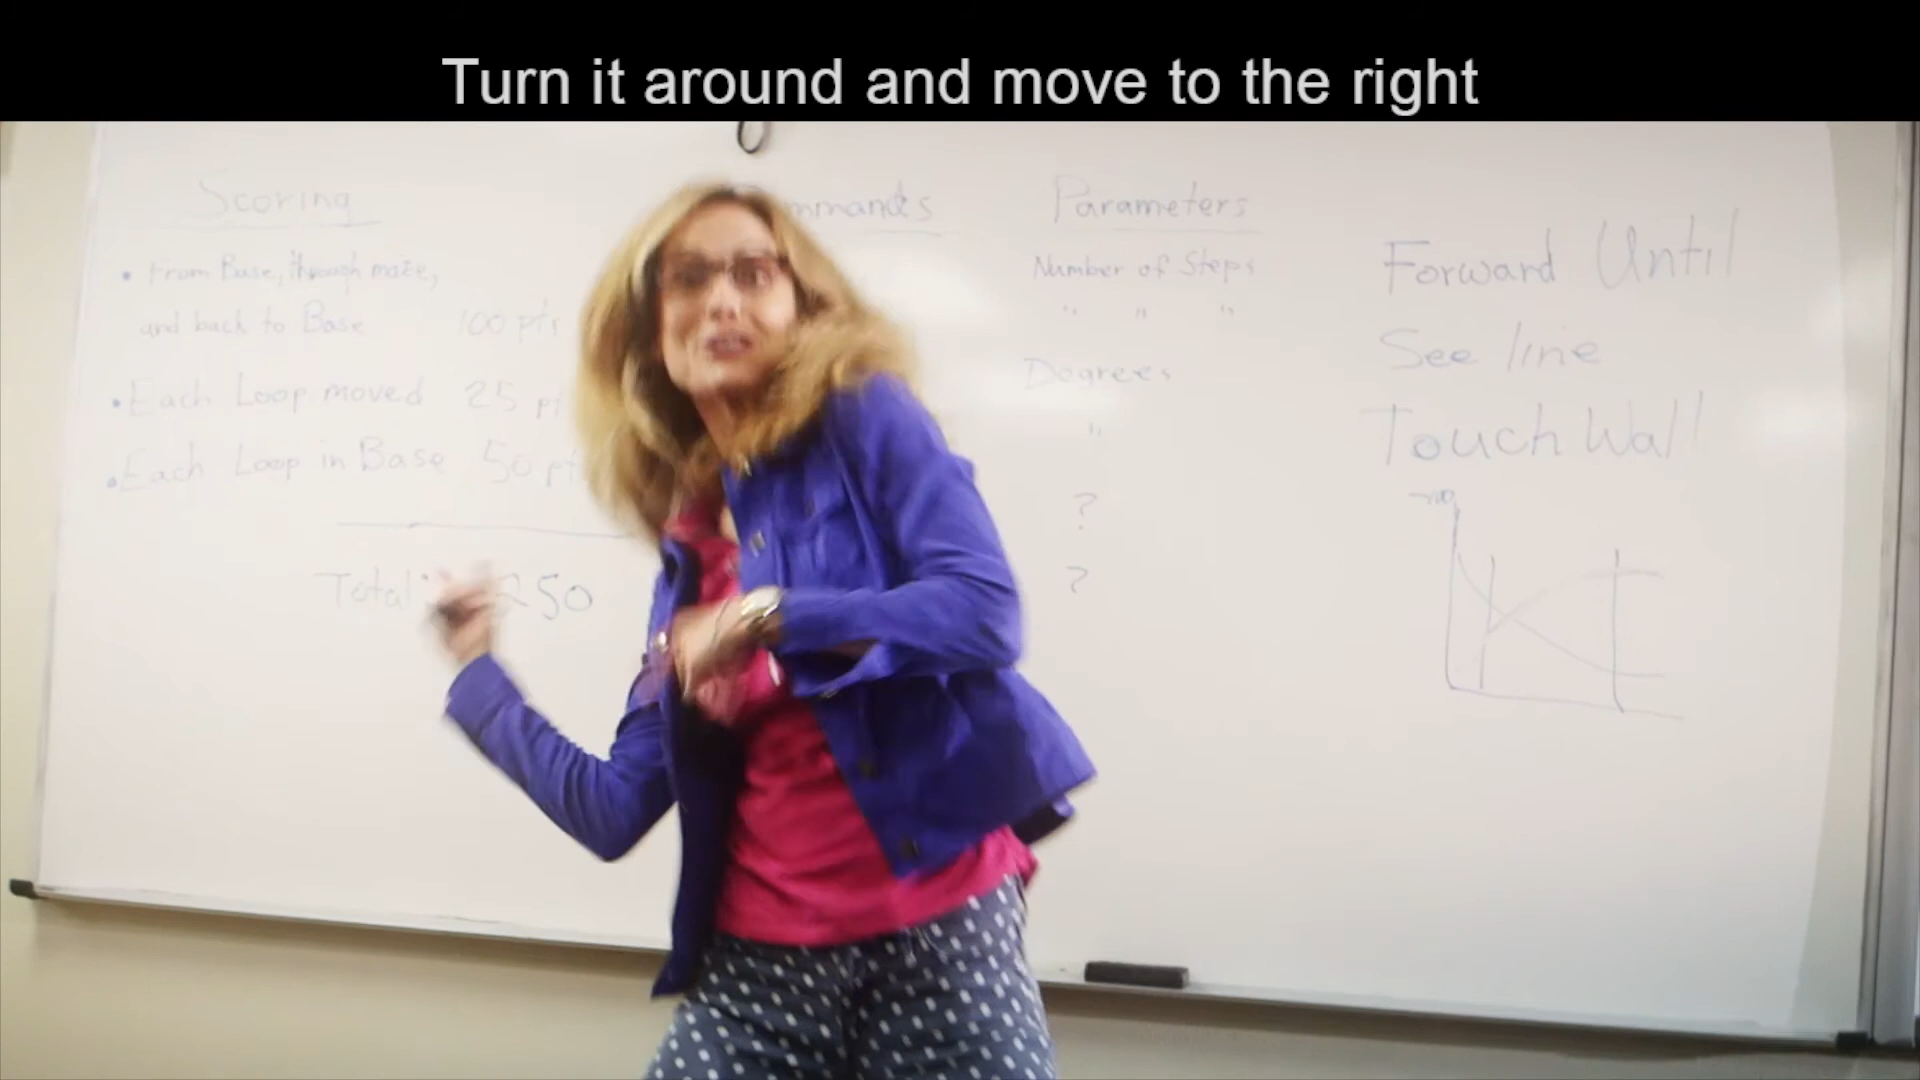 Turn it around and move to the right
Scoring
• From Base, through maze,
and back to Base 100 pts
• Each Loop moved 25 pt
• Each Loop in Base 50 pt
Total 250
mmands
Parameters
Number of Steps
" " "
Degrees
"
?
?
Forward Until
See line
Touch Wall